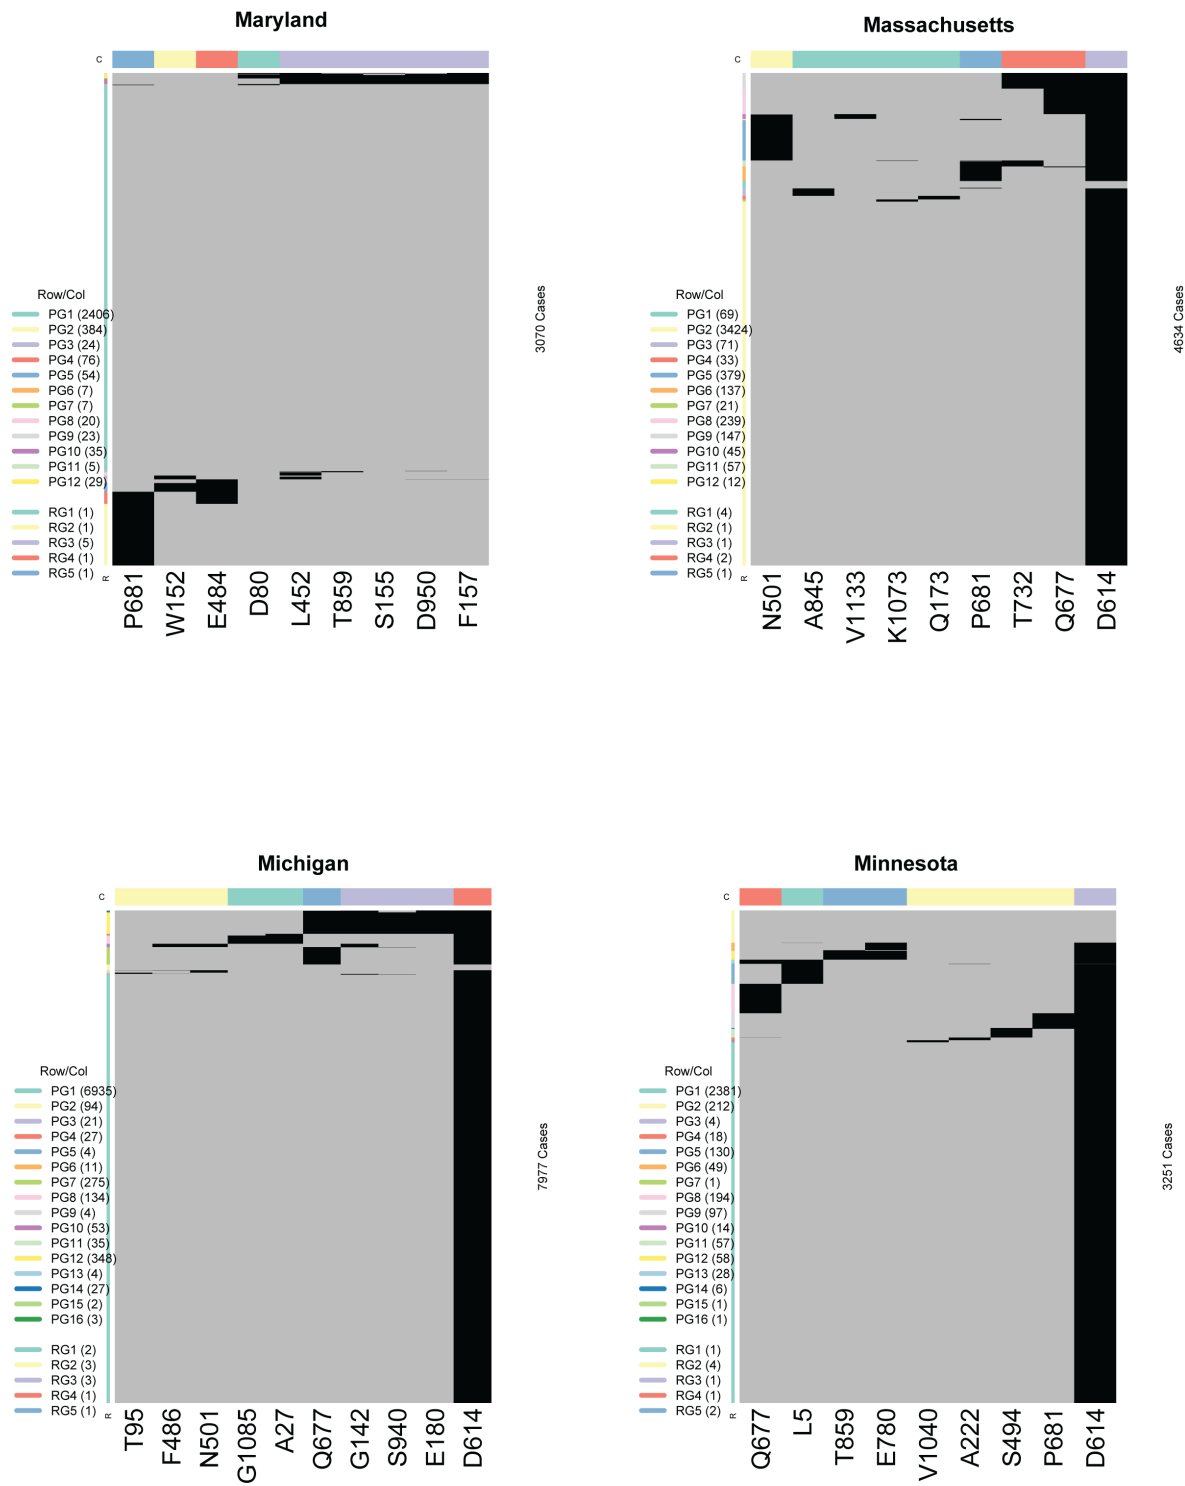 Maryland
C
Row/Col
PG1 (2406)
PG2 (384)
PG3 (24)
PG4 (76)
PG5 (54)
PG6 (7)
PG7 (7)
PG8 (20)
PG9 (23)
PG10 (35)
PG11 (5)
PG12 (29)
RG1 (1)
RG2 (1)
RG3 (5)
RG4 (1)
RG5 (1)
R
P681 W152 E484 D80 L452 T859 S155 D950 F157
3070 Cases
Massachusetts
C
Row/Col
PG1 (69)
PG2 (3424)
PG3 (71)
PG4 (33)
PG5 (379)
PG6 (137)
PG7 (21)
PG8 (239)
PG9 (147)
PG10 (45)
PG11 (57)
PG12 (12)
RG1 (4)
RG2 (1)
RG3 (1)
RG4 (2)
RG5 (1)
R
N501 A845 V1133 K1073 Q173 P681 T732 Q677 D614
4634 Cases
Michigan
C
Row/Col
PG1 (6935)
PG2 (94)
PG3 (21)
PG4 (27)
PG5 (4)
PG6 (11)
PG7 (275)
PG8 (134)
PG9 (4)
PG10 (53)
PG11 (35)
PG12 (348)
PG13 (4)
PG14 (27)
PG15 (2)
PG16 (3)
RG1 (2)
RG2 (3)
RG3 (3)
RG4 (1)
RG5 (1)
R
T95 F486 N501 G1085 A27 Q677 G142 S940 E180 D614
7977 Cases
Minnesota
C
Row/Col
PG1 (2381)
PG2 (212)
PG3 (4)
PG4 (18)
PG5 (130)
PG6 (49)
PG7 (1)
PG8 (194)
PG9 (97)
PG10 (14)
PG11 (57)
PG12 (58)
PG13 (28)
PG14 (6)
PG15 (1)
PG16 (1)
RG1 (1)
RG2 (4)
RG3 (1)
RG4 (1)
RG5 (2)
R
Q677 L5 T859 E780 V1040 A222 S494 P681 D614
3251 Cases